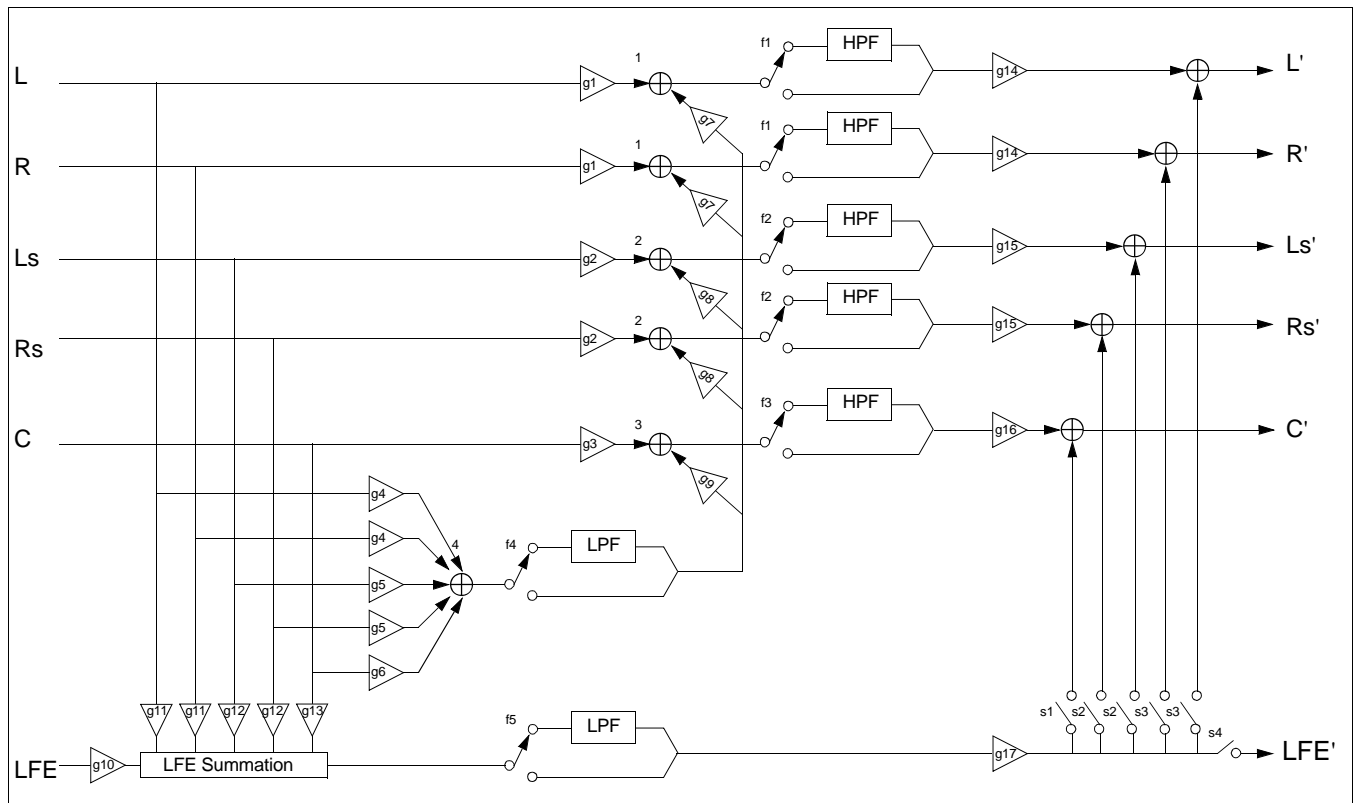 f1 HPF
L 1 g1 g7 g14 L'
f1 HPF
R 1 g1 g7 g14 R'
f2 HPF
Ls 2 g2 g8 g15 Ls'
f2 HPF
Rs 2 g2 g8 g15 Rs'
f3 HPF
C 3 g3 g9 g16 C'
g4
g4 4 f4 LPF
g5
g5
g6
g11 g11 g12 g12 g13 f5 LPF s1 s2 s2 s3 s3 s4
LFE g10 LFE Summation g17 LFE'